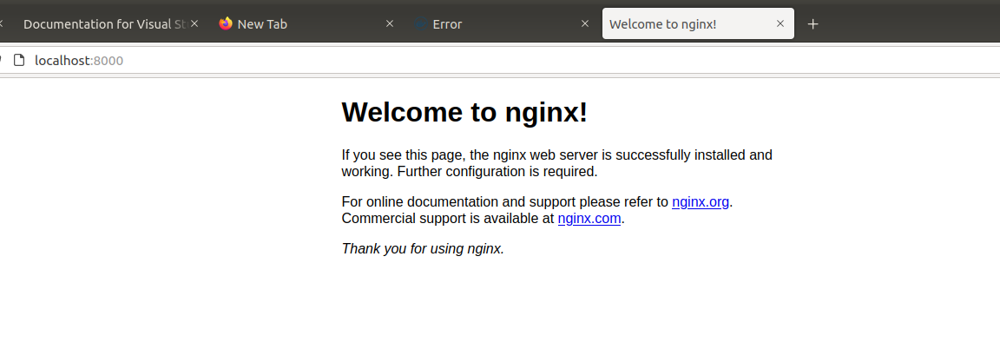 Documentation for Visual St
New Tab
Error
Welcome to nginx!
localhost:8000
Welcome to nginx!
If you see this page, the nginx web server is successfully installed and
working. Further configuration is required.
For online documentation and support please refer to nginx.org.
Commercial support is available at nginx.com.
Thank you for using nginx.